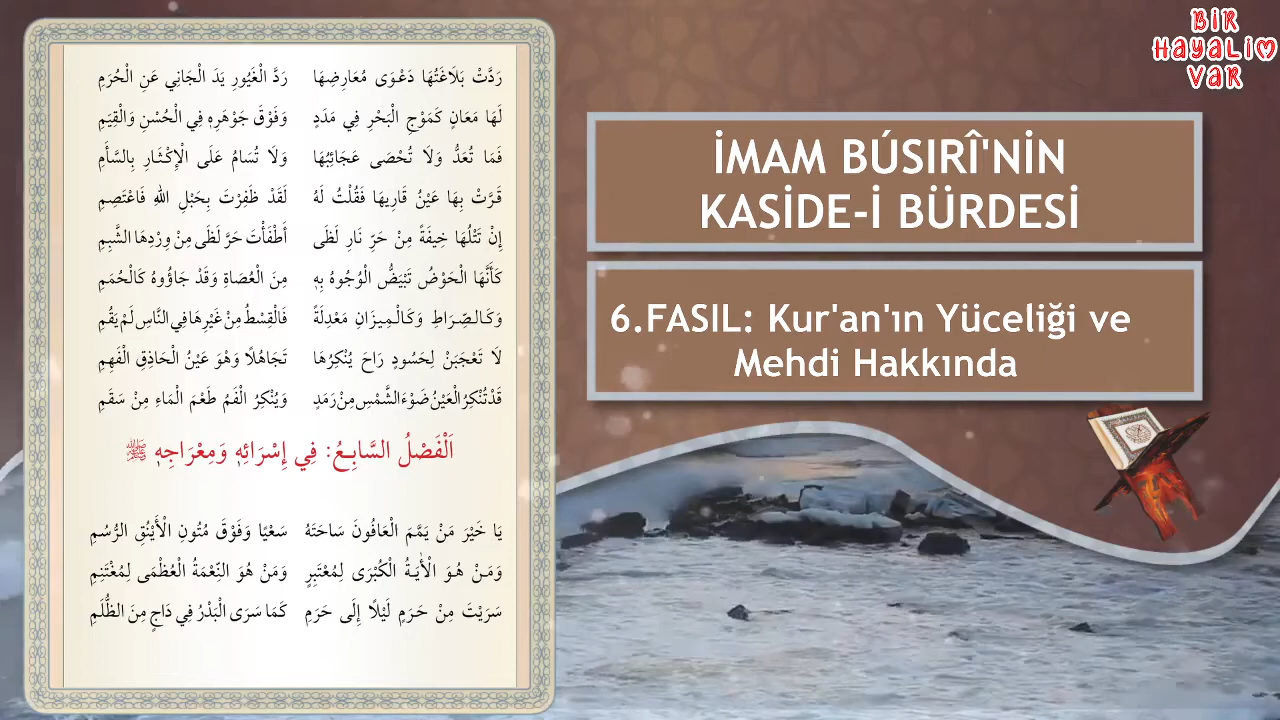 رَدَّتْ بَلَاغَتُهَا دَعْوٰى مُعَارِضِهَا رَدَّ الْغَيُورِ يَدَ الْجَانِي عَنِ الْحُرَمِ
لَهَا مَعَانٍ كَمَوْجِ الْبَحْرِ فِي مَدَدٍ وَفَوْقَ جَوْهَرِهِ فِي الْحُسْنِ وَالْقِيَمِ
فَمَا تُعَدُّ وَلَا تُحْصٰى عَجَائِبُهَا وَلَا تُسَامُ عَلَى الْإِكْثَارِ بِالسَّأَمِ
قَرَّتْ بِهَا عَيْنُ قَارِيهَا فَقُلْتُ لَهُ لَقَدْ ظَفِرْتَ بِحَبْلِ اللهِ فَاعْتَصِمِ
إِنْ تَتْلُهَا خِيفَةً مِنْ حَرِّ نَارِ لَظٰى أَطْفَأْتَ حَرَّ لَظٰى مِنْ وِرْدِهَا الشَّبِمِ
كَأَنَّهَا الْحَوْضُ تَبْيَضُّ الْوُجُوهُ بِهِ مِنَ الْعُصَاةِ وَقَدْ جَاؤُوهُ كَالْحُمَمِ
وَكَالصِّرَاطِ وَكَالْمِيزَانِ مَعْدِلَةً فَالْقِسْطُ مِنْ غَيْرِهَا فِي النَّاسِ لَمْ يَقُمِ
لَا تَعْجَبَنْ لِحَسُودٍ رَاحَ يُنْكِرُهَا تَجَاهُلًا وَهْوَ عَيْنُ الْحَاذِقِ الْفَهِمِ
قَدْ تُنْكِرُ الْعَيْنُ ضَوْءَ الشَّمْسِ مِنْ رَمَدٍ وَيُنْكِرُ الْفَمُ طَعْمَ الْمَاءِ مِنْ سَقَمِ
اَلْفَصْلُ السَّابِعُ: فِي إِسْرَائِهِ وَمِعْرَاجِهِ ﷺ
يَا خَيْرَ مَنْ يَمَّمَ الْعَافُونَ سَاحَتَهُ سَعْيًا وَفَوْقَ مُتُونِ الْأَيْنُقِ الرُّسُمِ
وَمَنْ هُوَ الْاٰيَةُ الْكُبْرٰى لِمُعْتَبِرٍ وَمَنْ هُوَ النِّعْمَةُ الْعُظْمٰى لِمُغْتَنِمِ
سَرَيْتَ مِنْ حَرَمٍ لَيْلًا إِلَى حَرَمٍ كَمَا سَرَى الْبَدْرُ فِي دَاجٍ مِنَ الظُّلَمِ
BİR
HAYALİM
VAR
İMAM BÚSIRÎ'NİN
KASİDE-İ BÜRDESİ
6.FASIL: Kur'an'ın Yüceliği ve
Mehdi Hakkında